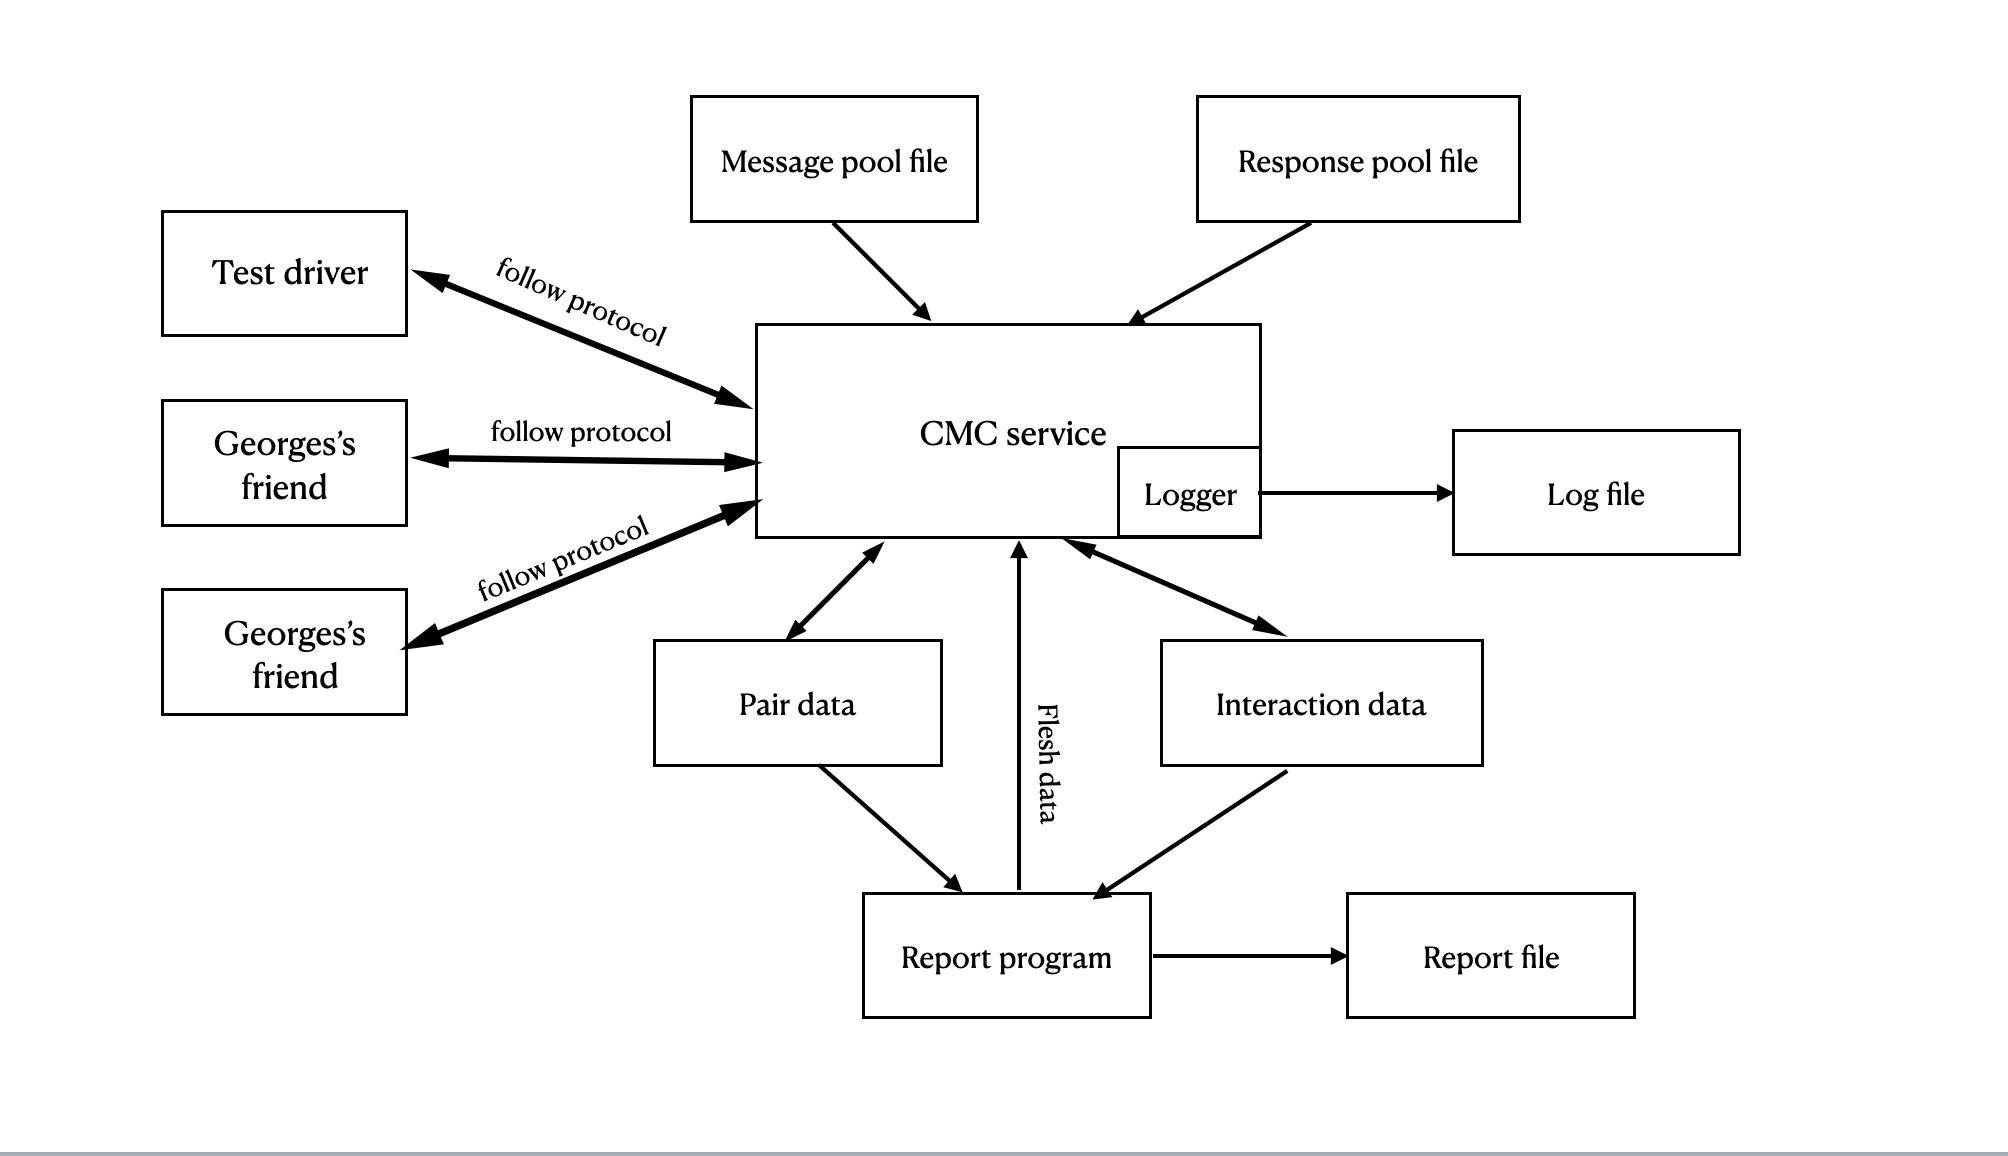 Message pool file
Response pool file
Test driver
follow protocol
Georges's
friend
follow protocol
CMC service
Logger
Log file
Georges's
friend
follow protocol
Pair data
Flesh data
Interaction data
Report program
Report file